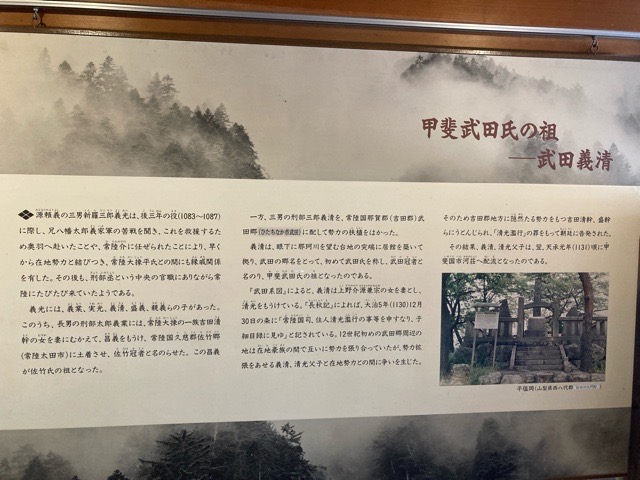 甲斐武田氏の祖
――武田義清
源頼義の三男新羅三郎義光は、後三年の役(1083〜1087)
に際し、兄八幡太郎義家軍の苦戦を聞き、これを救援するた
め奥羽へ赴いたことや、常陸介に任ぜられたことにより、早く
から在地勢力と結びつき、常陸大掾平氏との間にも縁戚関係
を有した。その後も、刑部丞という中央の官職にありながら常
陸にたびたび来ていたようである。
義光には、義業、実光、義清、盛義、親義らの子があった。
このうち、長男の刑部太郎義業には、常陸大掾の一族吉田清
幹の女を妻にむかえて、昌義をもうけ、常陸国久慈郡佐竹郷
(常陸太田市)に土着させ、佐竹冠者と名のらせた。この昌義
が佐竹氏の祖となった。
一方、三男の刑部三郎義清を、常陸国那賀郡(吉田郡)武
田郷(ひたちなか市武田)に配して勢力の扶植をはかった。
義清は、眼下に那珂川を望む台地の突端に居館を築いて
拠り、武田の郷名をとって、初めて武田氏を称し、武田冠者と
名のり、甲斐武田氏の祖となったのである。
『武田系図』によると、義清は上野介源兼宗の女を妻とし、
清光をもうけている。『長秋記』によれば、大治5年(1130)12月
30日の条に「常陸国司、住人清光濫行の事等を申すなり、子
細目録に見ゆ」と記されている。12世紀初めの武田郷周辺の
地は在地豪族の間で互いに勢力を張り合っていたが、勢力拡
張をあせる義清、清光父子と在地勢力との間に争いを生じた。
そのため吉田郡地方に隠然たる勢力をもつ吉田清幹、盛幹
らにうとんじられ、「清光濫行」の罪をもって朝廷に告発された。
その結果、義清、清光父子は、翌、天承元年(1131)頃に甲
斐国市河荘へ配流となったのである。
平塩岡(山梨県西八代郡